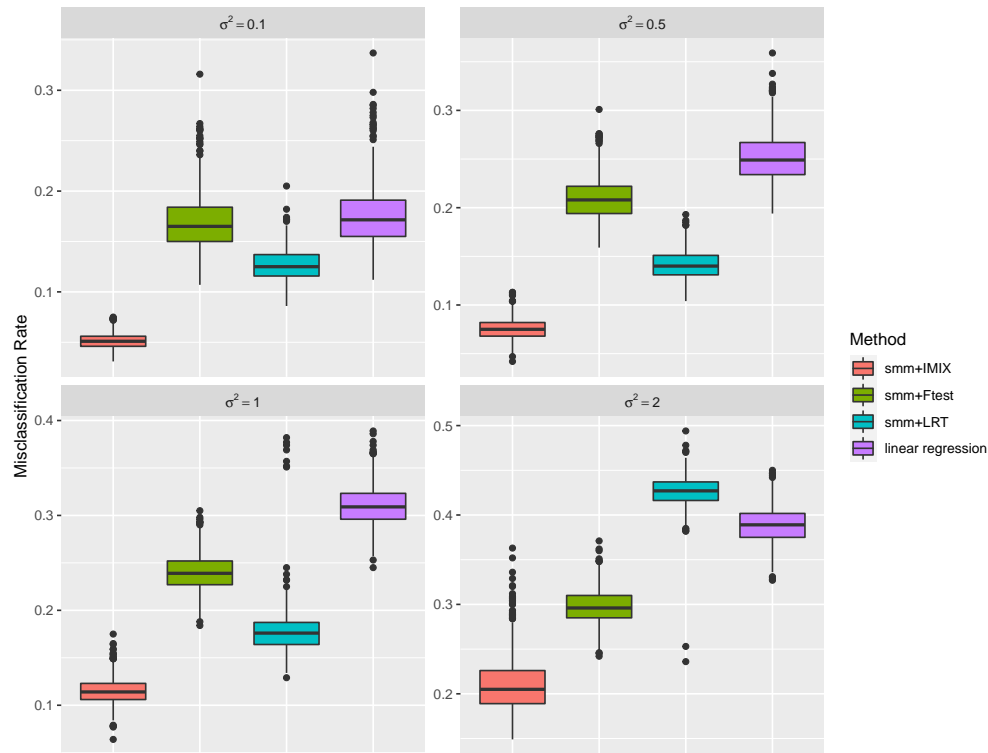 σ² = 0.1
σ² = 0.5
0.3
0.2
0.1
0.3
0.2
0.1
Misclassification Rate
σ² = 1
σ² = 2
0.4
0.3
0.2
0.1
0.5
0.4
0.3
0.2
Method
smm+IMIX
smm+Ftest
smm+LRT
linear regression